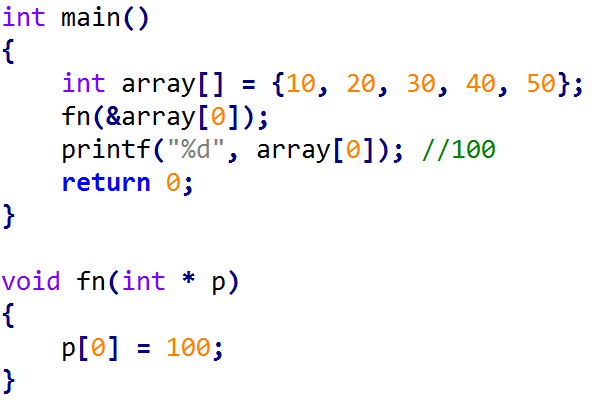 int main()
{
    int array[] = {10, 20, 30, 40, 50};
    fn(&array[0]);
    printf("%d", array[0]); //100
    return 0;
}

void fn(int * p)
{
    p[0] = 100;
}